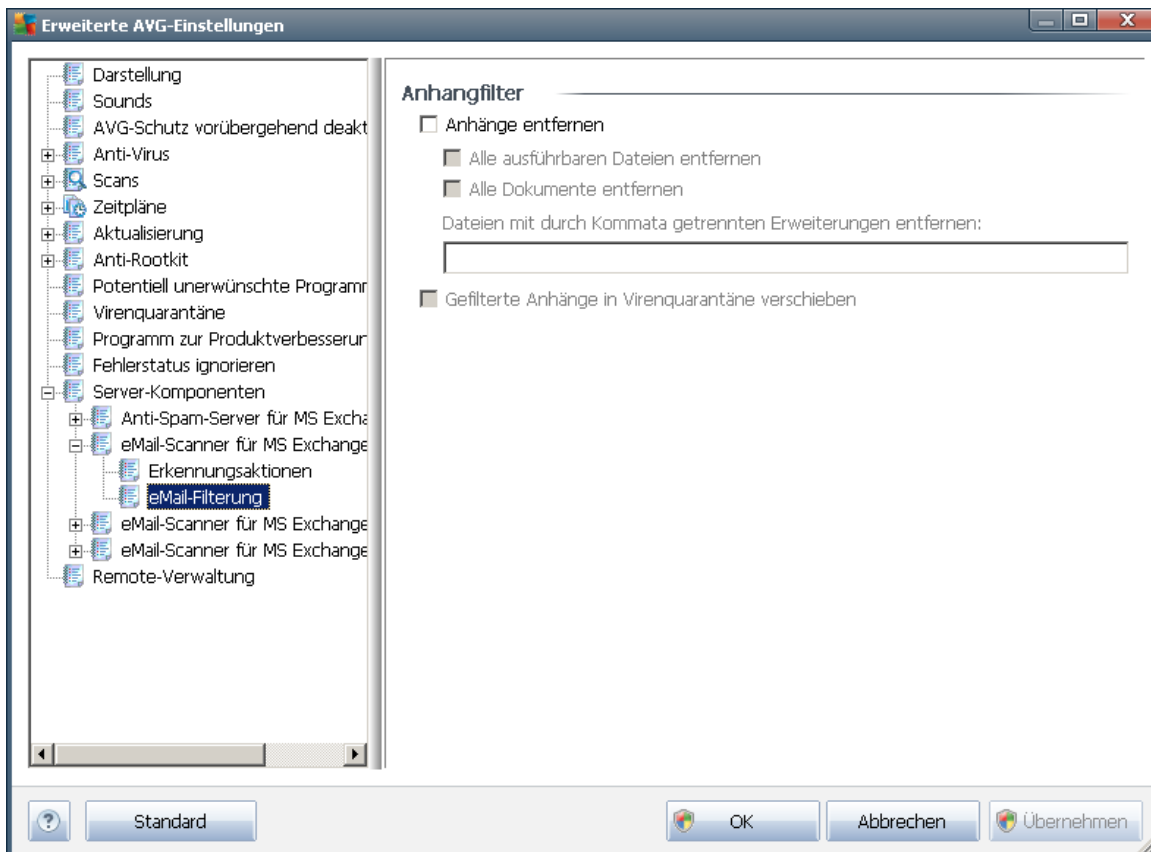 Erweiterte AVG-Einstellungen
Darstellung
Sounds
AVG-Schutz vorübergehend deakt
Anti-Virus
Scans
Zeitpläne
Aktualisierung
Anti-Rootkit
Potentiell unerwünschte Programm
Virenquarantäne
Programm zur Produktverbesserun
Fehlerstatus ignorieren
Server-Komponenten
Anti-Spam-Server für MS Excha
eMail-Scanner für MS Exchange
Erkennungsaktionen
eMail-Filterung
eMail-Scanner für MS Exchange
eMail-Scanner für MS Exchange
Remote-Verwaltung
Anhangfilter
Anhänge entfernen
Alle ausführbaren Dateien entfernen
Alle Dokumente entfernen
Dateien mit durch Kommata getrennten Erweiterungen entfernen:
Gefilterte Anhänge in Virenquarantäne verschieben
?
Standard
OK
Abbrechen
Übernehmen